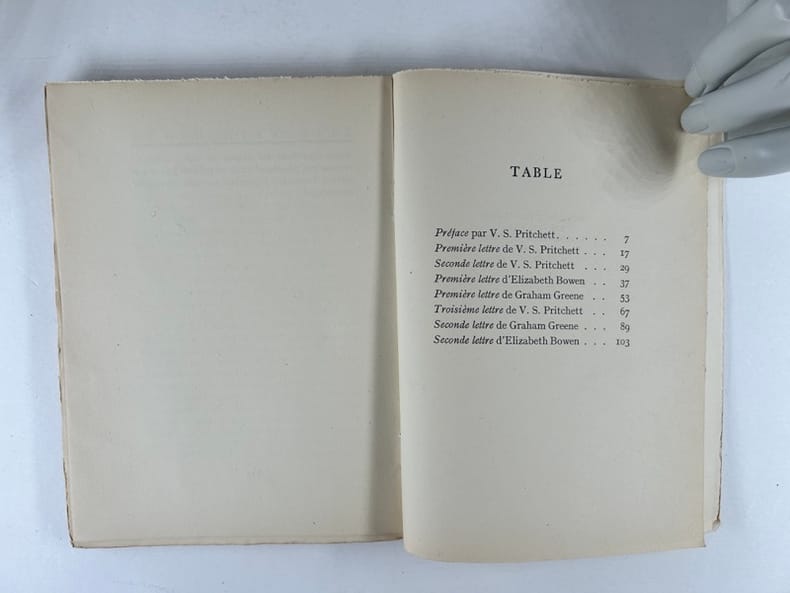 TABLE
Préface par V. S. Pritchett. . . . . . 7
Première lettre de V. S. Pritchett . . . 17
Seconde lettre de V. S. Pritchett . . . 29
Première lettre d'Elizabeth Bowen . . 37
Première lettre de Graham Greene . . 53
Troisième lettre de V. S. Pritchett . . 67
Seconde lettre de Graham Greene . . . 89
Seconde lettre d'Elizabeth Bowen . . . 103